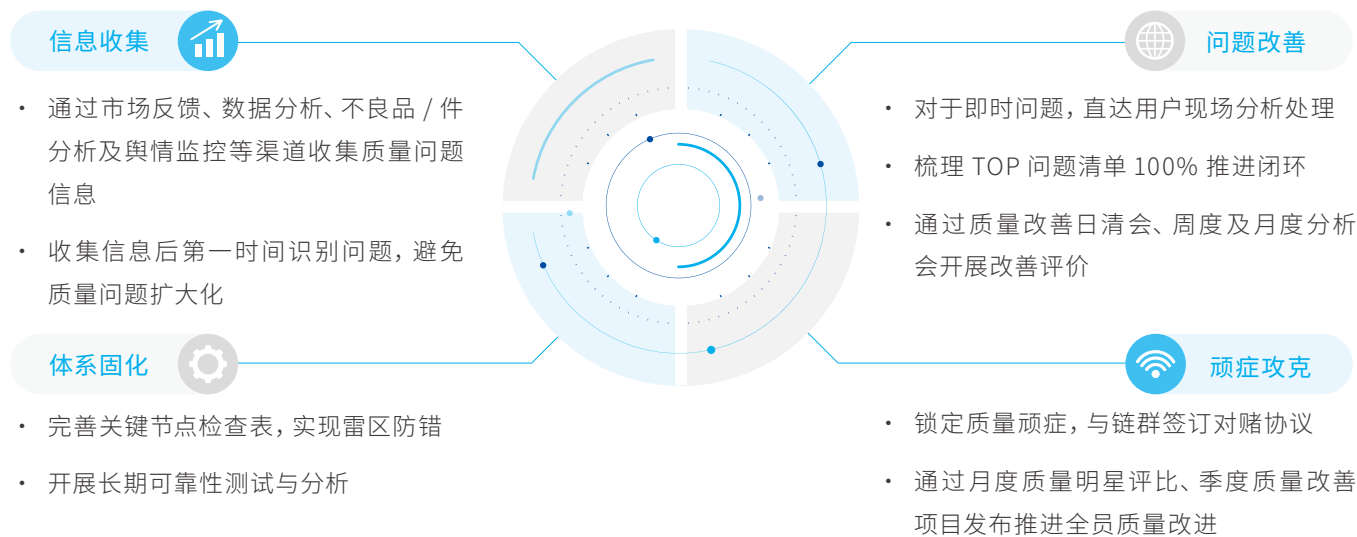 信息收集
• 通过市场反馈、数据分析、不良品 / 件
分析及舆情监控等渠道收集质量问题
信息
• 收集信息后第一时间识别问题，避免
质量问题扩大化
问题改善
• 对于即时问题，直达用户现场分析处理
• 梳理 TOP 问题清单 100% 推进闭环
• 通过质量改善日清会、周度及月度分析
会开展改善评价
体系固化
• 完善关键节点检查表，实现雷区防错
• 开展长期可靠性测试与分析
顽症攻克
• 锁定质量顽症，与链群签订对赌协议
• 通过月度质量明星评比、季度质量改善
项目发布推进全员质量改进